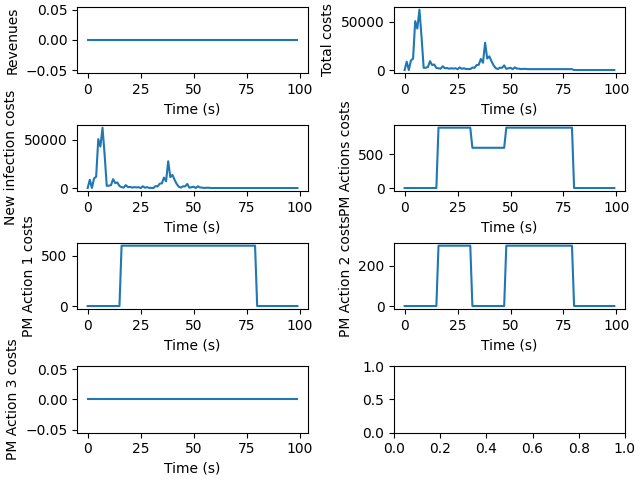 Revenues
0.05
0.00
−0.05
0 25 50 75 100
Time (s)
Total costs
50000
0
0 25 50 75 100
Time (s)
New infection costs
50000
0
0 25 50 75 100
Time (s)
PM Actions costs
500
0
0 25 50 75 100
Time (s)
PM Action 1 costs
500
0
0 25 50 75 100
Time (s)
PM Action 2 costs
200
0
0 25 50 75 100
Time (s)
PM Action 3 costs
0.05
0.00
−0.05
0 25 50 75 100
Time (s)
1.0
0.5
0.0
0.0 0.2 0.4 0.6 0.8 1.0